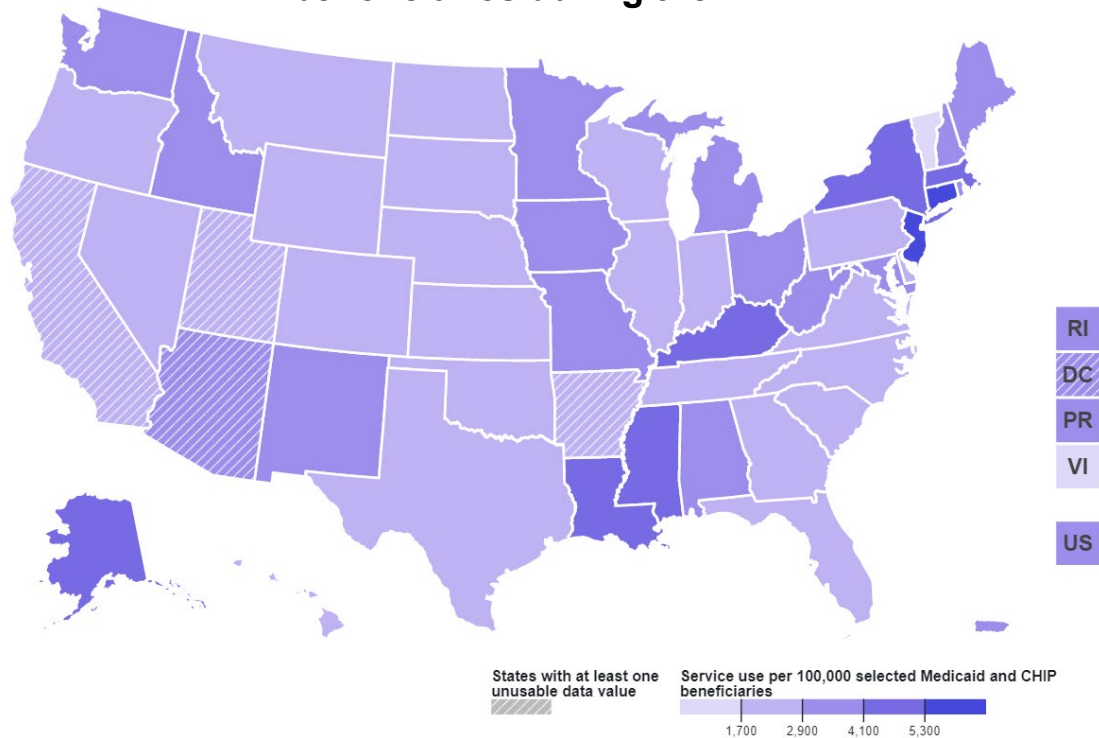 RI
DC
PR
VI
US
States with at least one
unusable data value
Service use per 100,000 selected Medicaid and CHIP
beneficiaries
1,700 2,900 4,100 5,300